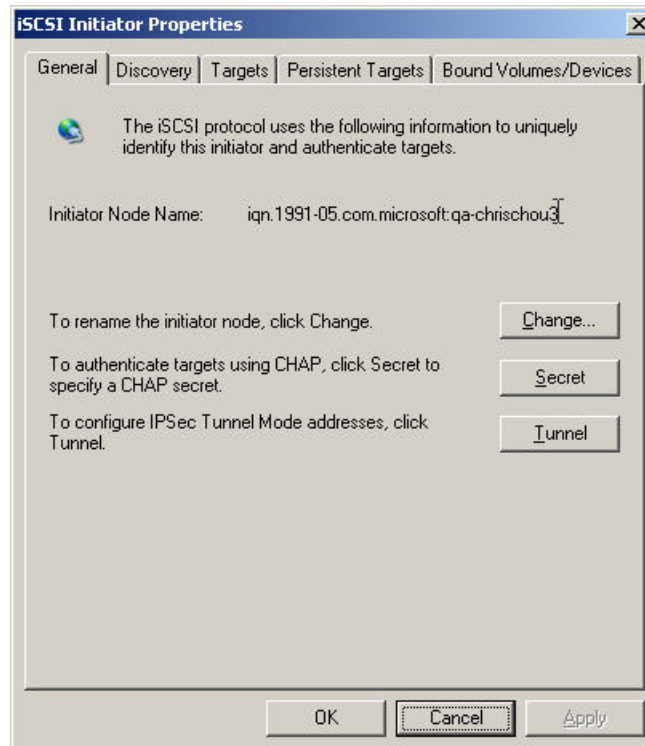 iSCSI Initiator Properties
General Discovery Targets Persistent Targets Bound Volumes/Devices
The iSCSI protocol uses the following information to uniquely
identify this initiator and authenticate targets.
Initiator Node Name: iqn.1991-05.com.microsoft:qa-chrischou3
To rename the initiator node, click Change.
Change...
To authenticate targets using CHAP, click Secret to
specify a CHAP secret.
Secret
To configure IPSec Tunnel Mode addresses, click
Tunnel.
Tunnel
OK Cancel Apply